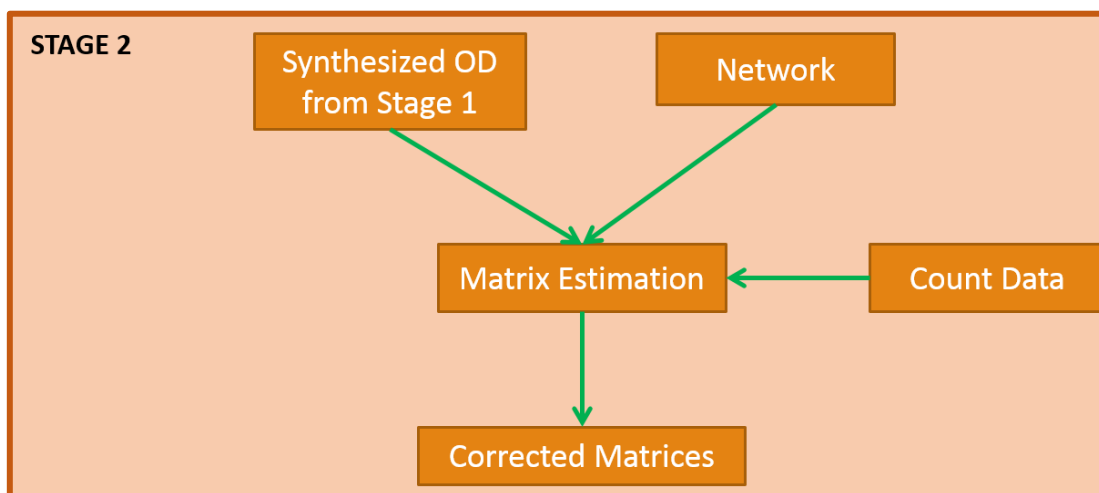 STAGE 2
Synthesized OD
from Stage 1
Network
Matrix Estimation
Count Data
Corrected Matrices